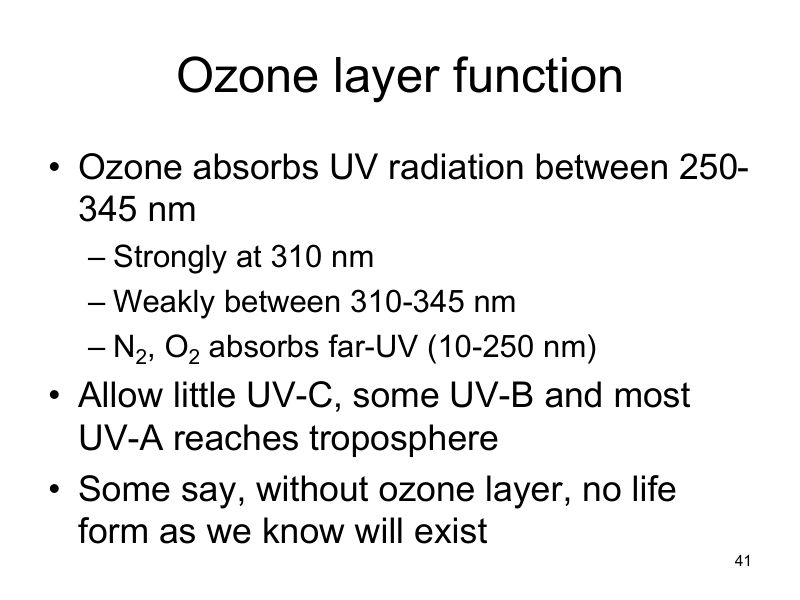 Ozone layer function
• Ozone absorbs UV radiation between 250-
345 nm
– Strongly at 310 nm
– Weakly between 310-345 nm
– N₂, O₂ absorbs far-UV (10-250 nm)
• Allow little UV-C, some UV-B and most
UV-A reaches troposphere
• Some say, without ozone layer, no life
form as we know will exist
41